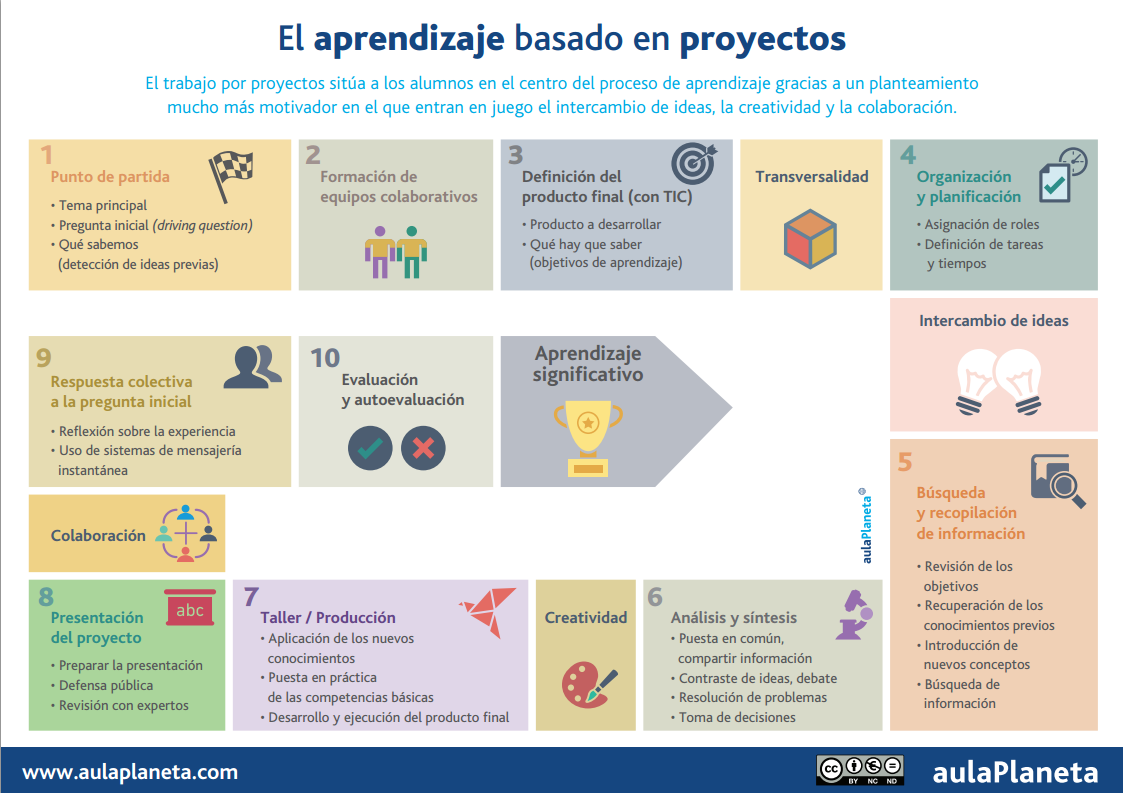 El aprendizaje basado en proyectos
El trabajo por proyectos sitúa a los alumnos en el centro del proceso de aprendizaje gracias a un planteamiento
mucho más motivador en el que entran en juego el intercambio de ideas, la creatividad y la colaboración.
1
Punto de partida
• Tema principal
• Pregunta inicial (driving question)
• Qué sabemos
(detección de ideas previas)
2
Formación de
equipos colaborativos
3
Definición del
producto final (con TIC)
• Producto a desarrollar
• Qué hay que saber
(objetivos de aprendizaje)
Transversalidad
4
Organización
y planificación
• Asignación de roles
• Definición de tareas
y tiempos
Intercambio de ideas
5
Búsqueda
y recopilación
de información
• Revisión de los
objetivos
• Recuperación de los
conocimientos previos
• Introducción de
nuevos conceptos
• Búsqueda de
información
6
Análisis y síntesis
• Puesta en común,
compartir información
• Contraste de ideas, debate
• Resolución de problemas
• Toma de decisiones
Creatividad
7
Taller / Producción
• Aplicación de los nuevos
conocimientos
• Puesta en práctica
de las competencias básicas
• Desarrollo y ejecución del producto final
8
abc
Presentación
del proyecto
• Preparar la presentación
• Defensa pública
• Revisión con expertos
Colaboración
9
Respuesta colectiva
a la pregunta inicial
• Reflexión sobre la experiencia
• Uso de sistemas de mensajería
instantánea
10
Evaluación
y autoevaluación
Aprendizaje
significativo
aulaPlaneta
www.aulaplaneta.com
cc
BY NC ND
aulaPlaneta